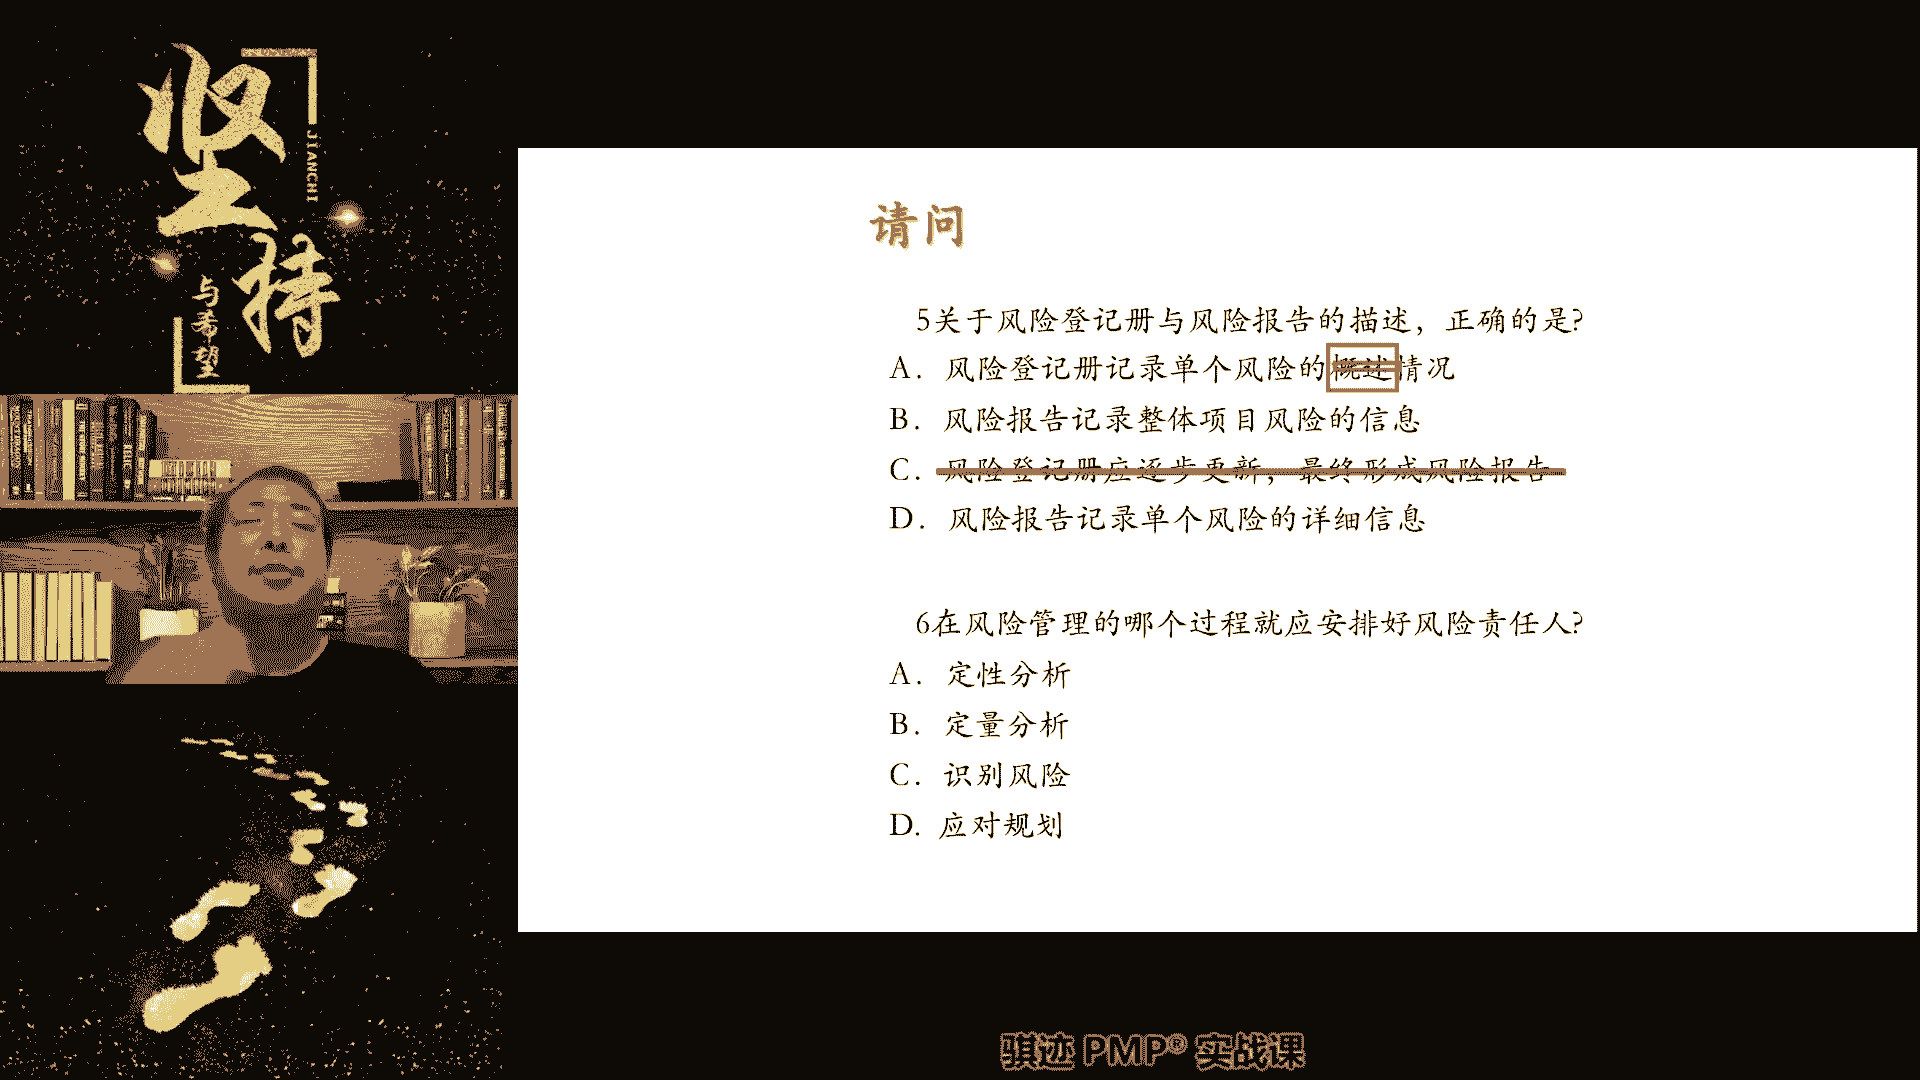 坚持
JIANCHI
与希望
请问
5关于风险登记册与风险报告的描述，正确的是?
A. 风险登记册记录单个风险的概述情况
B. 风险报告记录整体项目风险的信息
C. 风险登记册应逐步更新，最终形成风险报告
D. 风险报告记录单个风险的详细信息
6在风险管理的哪个过程就应安排好风险责任人?
A. 定性分析
B. 定量分析
C. 识别风险
D. 应对规划
骐迹 PMP® 实战课